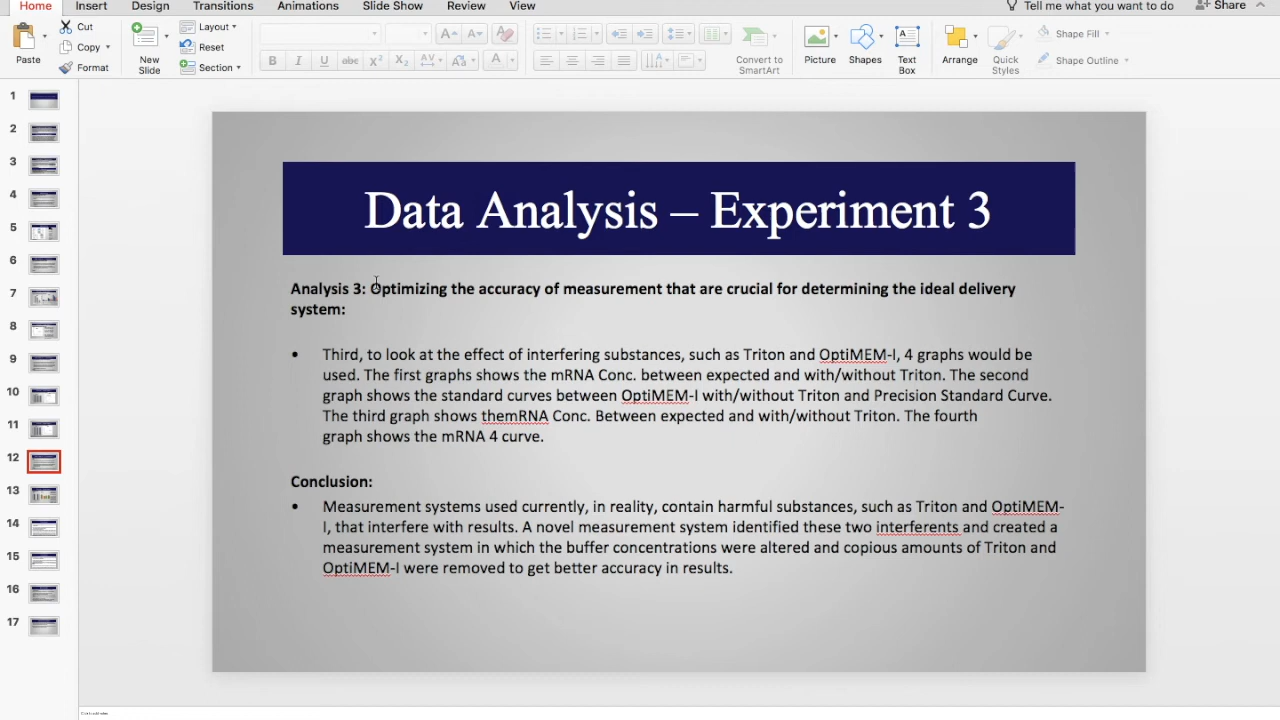 Home Insert Design Transitions Animations Slide Show Review View Tell me what you want to do Share
Cut Layout
Copy Reset
Paste Format New Slide Section
Convert to SmartArt Picture Shapes Text Box Arrange Quick Styles Shape Fill
Shape Outline
1
2
3
4
5
6
7
8
9
10
11
12
13
14
15
16
17
Data Analysis – Experiment 3
Analysis 3: Optimizing the accuracy of measurement that are crucial for determining the ideal delivery
system:
• Third, to look at the effect of interfering substances, such as Triton and OptiMEM-I, 4 graphs would be
used. The first graphs shows the mRNA Conc. between expected and with/without Triton. The second
graph shows the standard curves between OptiMEM-I with/without Triton and Precision Standard Curve.
The third graph shows themRNA Conc. Between expected and with/without Triton. The fourth
graph shows the mRNA 4 curve.
Conclusion:
• Measurement systems used currently, in reality, contain harmful substances, such as Triton and OptiMEM-
I, that interfere with results. A novel measurement system identified these two interferents and created a
measurement system in which the buffer concentrations were altered and copious amounts of Triton and
OptiMEM-I were removed to get better accuracy in results.